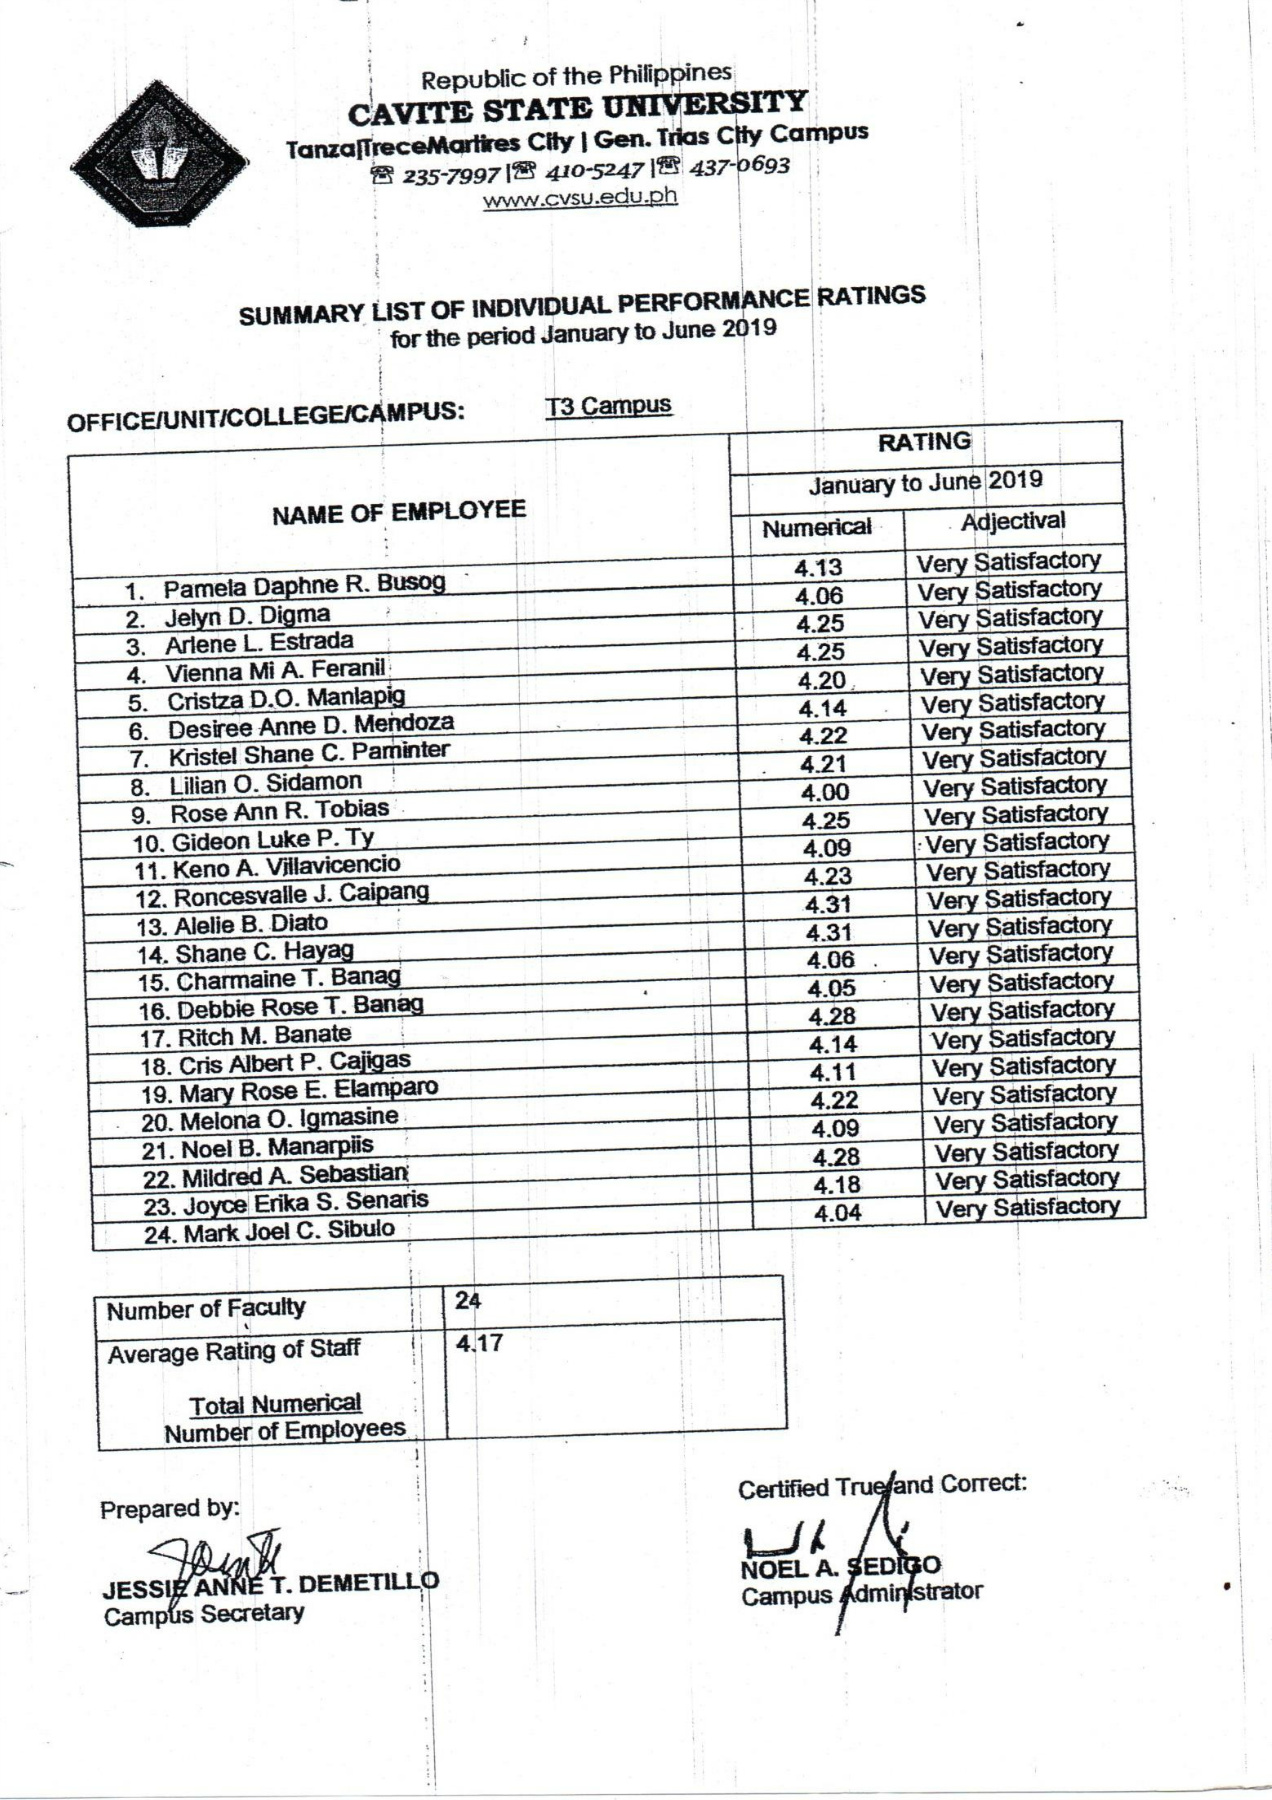 Republic of the Philippines
CAVITE STATE UNIVERSITY
Tanza|TreceMartires City | Gen. Trias City Campus
☎ 235-7997 |☎ 410-5247 |☎ 437-0693
www.cvsu.edu.ph
SUMMARY LIST OF INDIVIDUAL PERFORMANCE RATINGS
for the period January to June 2019
OFFICE/UNIT/COLLEGE/CAMPUS: T3 Campus
NAME OF EMPLOYEE
RATING
January to June 2019
Numerical Adjectival
1. Pamela Daphne R. Busog 4.13 Very Satisfactory
2. Jelyn D. Digma 4.06 Very Satisfactory
3. Arlene L. Estrada 4.25 Very Satisfactory
4. Vienna Mi A. Feranil 4.25 Very Satisfactory
5. Cristza D.O. Manlapig 4.20 Very Satisfactory
6. Desiree Anne D. Mendoza 4.14 Very Satisfactory
7. Kristel Shane C. Paminter 4.22 Very Satisfactory
8. Lilian O. Sidamon 4.21 Very Satisfactory
9. Rose Ann R. Tobias 4.00 Very Satisfactory
10. Gideon Luke P. Ty 4.25 Very Satisfactory
11. Keno A. Villavicencio 4.09 Very Satisfactory
12. Roncesvalle J. Caipang 4.23 Very Satisfactory
13. Alelie B. Diato 4.31 Very Satisfactory
14. Shane C. Hayag 4.31 Very Satisfactory
15. Charmaine T. Banag 4.06 Very Satisfactory
16. Debbie Rose T. Banag 4.05 Very Satisfactory
17. Ritch M. Banate 4.28 Very Satisfactory
18. Cris Albert P. Cajigas 4.14 Very Satisfactory
19. Mary Rose E. Elamparo 4.11 Very Satisfactory
20. Melona O. Igmasine 4.22 Very Satisfactory
21. Noel B. Manarpiis 4.09 Very Satisfactory
22. Mildred A. Sebastian 4.28 Very Satisfactory
23. Joyce Erika S. Senaris 4.18 Very Satisfactory
24. Mark Joel C. Sibulo 4.04 Very Satisfactory
Number of Faculty 24
Average Rating of Staff 4.17
Total Numerical
Number of Employees
Prepared by:
JESSIE ANNE T. DEMETILLO
Campus Secretary
Certified True and Correct:
NOEL A. SEDIGO
Campus Administrator